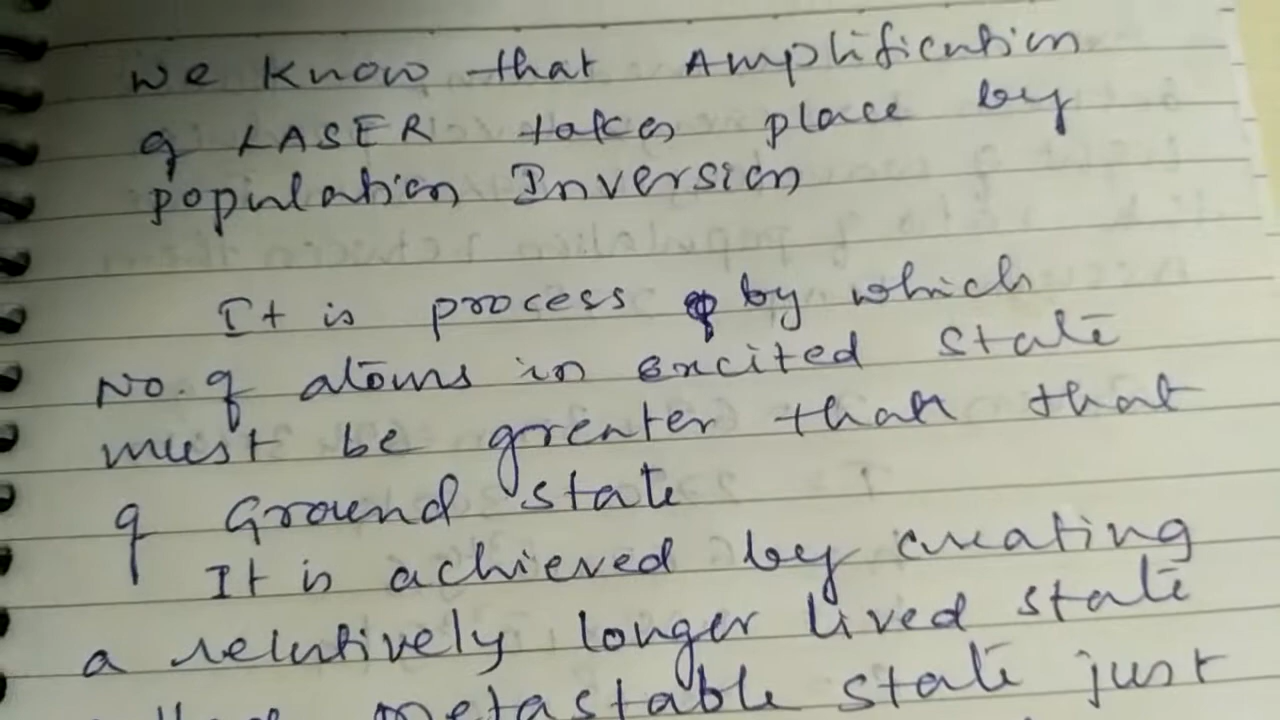 We know that Amplification
of LASER takes place by
population Inversion
It is process by which
No. of atoms in excited state
must be greater than that
of Ground state
It is achieved by creating
a relatively longer lived state
metastable state just